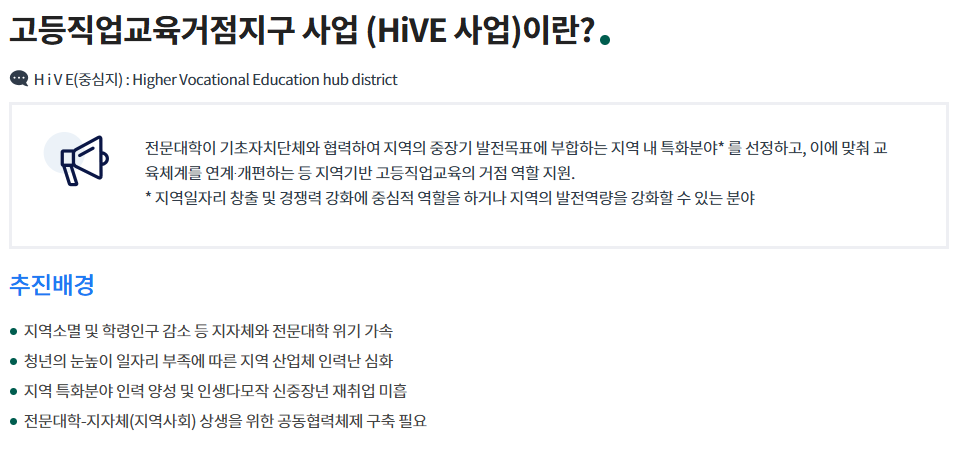 고등직업교육거점지구 사업 (HiVE 사업)이란?
H i V E(중심지) : Higher Vocational Education hub district
전문대학이 기초자치단체와 협력하여 지역의 중장기 발전목표에 부합하는 지역 내 특화분야* 를 선정하고, 이에 맞춰 교
육체계를 연계·개편하는 등 지역기반 고등직업교육의 거점 역할 지원.
* 지역일자리 창출 및 경쟁력 강화에 중심적 역할을 하거나 지역의 발전역량을 강화할 수 있는 분야
추진배경
지역소멸 및 학령인구 감소 등 지자체와 전문대학 위기 가속
청년의 눈높이 일자리 부족에 따른 지역 산업체 인력난 심화
지역 특화분야 인력 양성 및 인생다모작 신중장년 재취업 미흡
전문대학-지자체(지역사회) 상생을 위한 공동협력체제 구축 필요